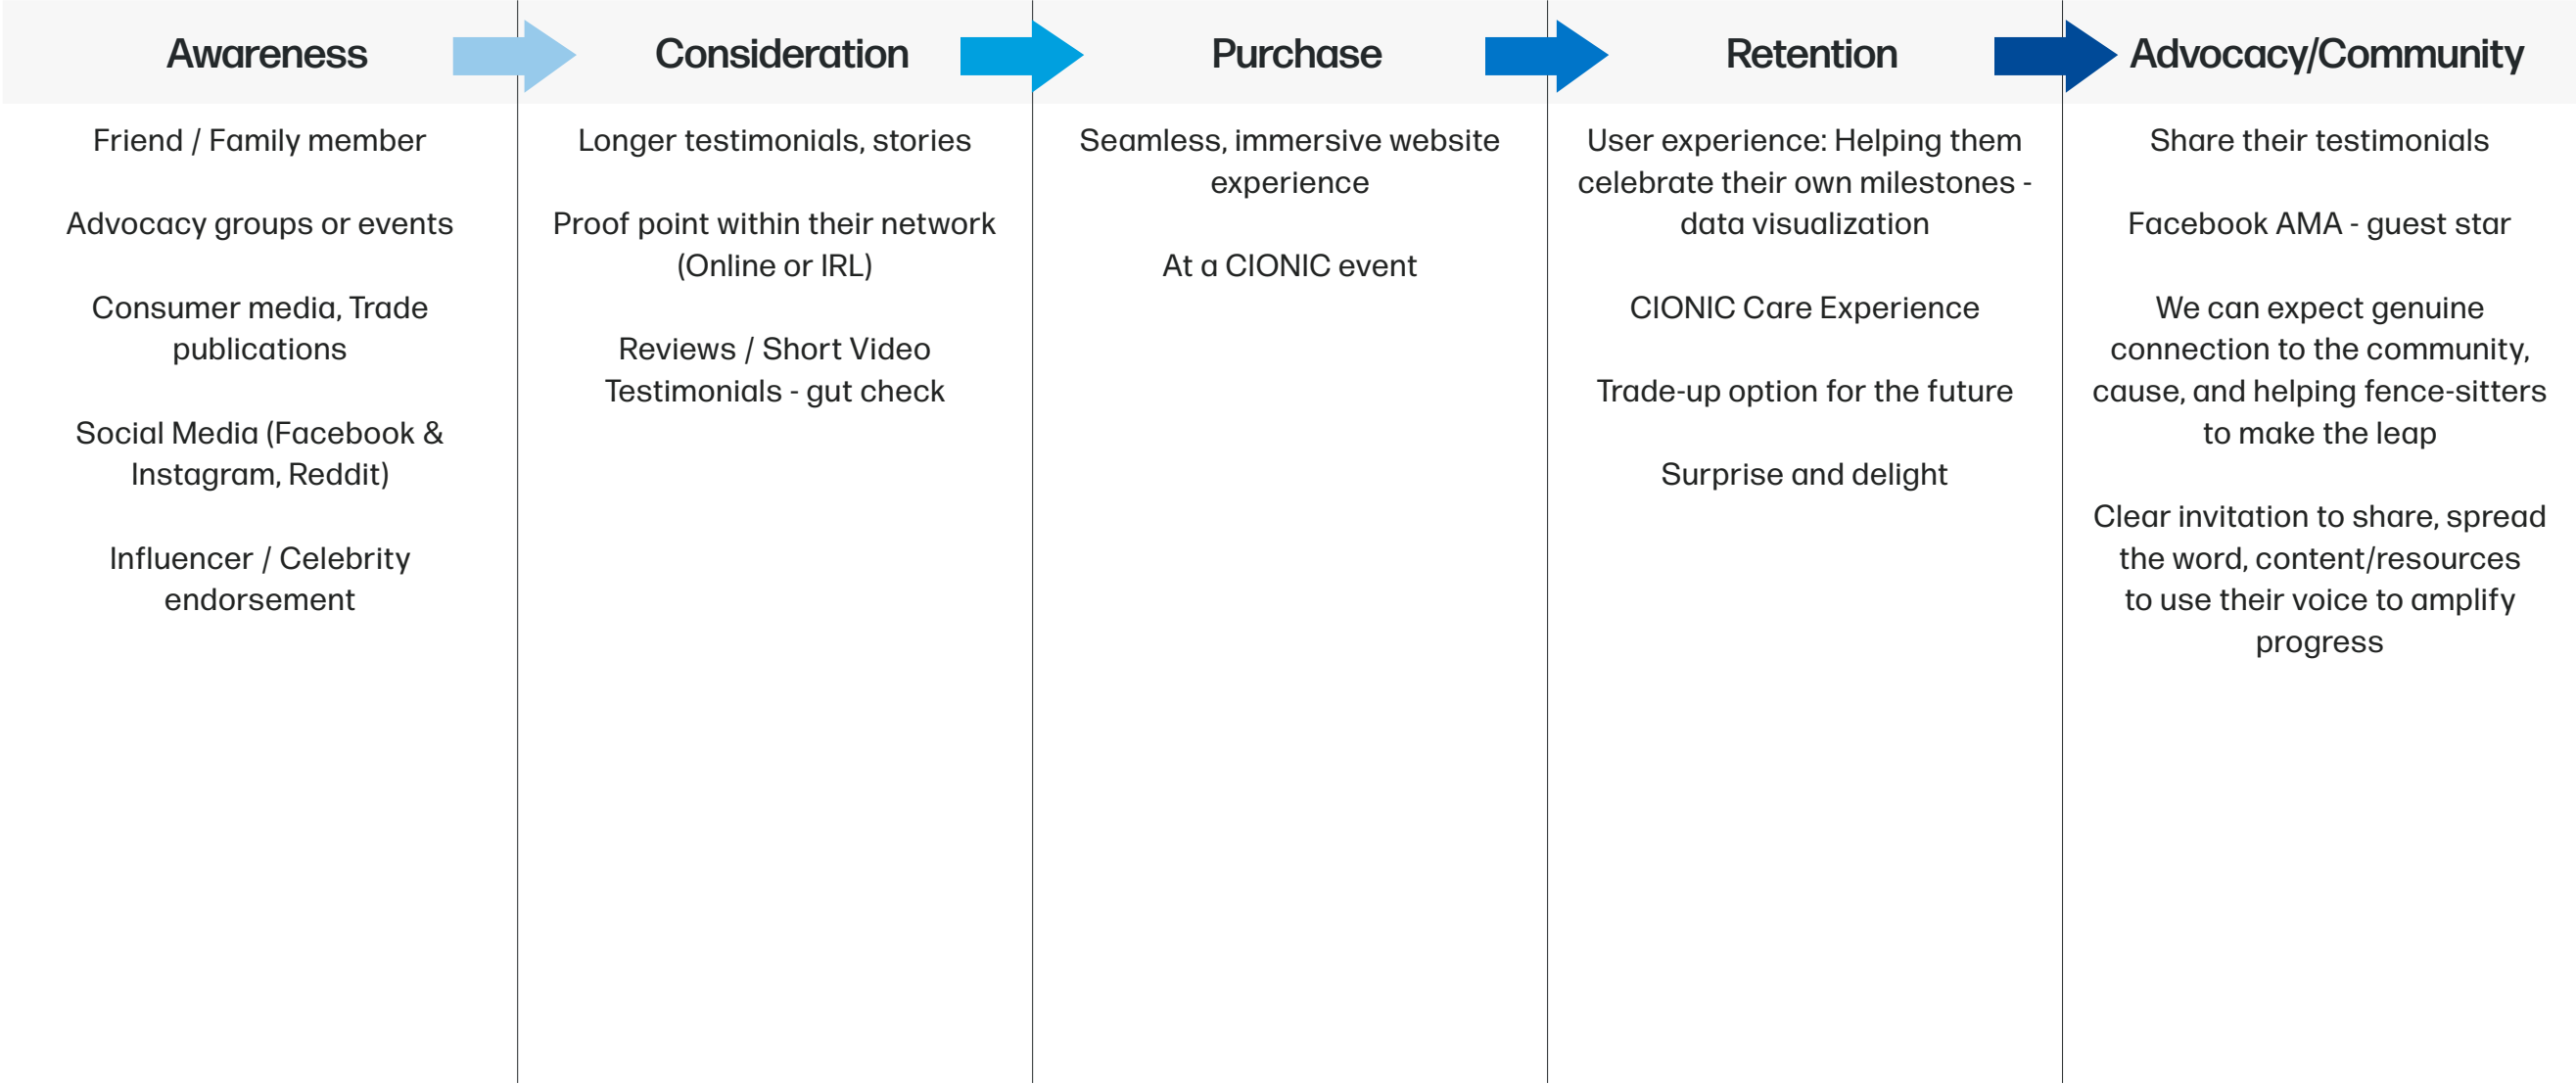 Awareness
Consideration
Purchase
Retention
Advocacy/Community
Friend / Family member
Advocacy groups or events
Consumer media, Trade
publications
Social Media (Facebook &
Instagram, Reddit)
Influencer / Celebrity
endorsement
Longer testimonials, stories
Proof point within their network
(Online or IRL)
Reviews / Short Video
Testimonials - gut check
Seamless, immersive website
experience
At a CIONIC event
User experience: Helping them
celebrate their own milestones -
data visualization
CIONIC Care Experience
Trade-up option for the future
Surprise and delight
Share their testimonials
Facebook AMA - guest star
We can expect genuine
connection to the community,
cause, and helping fence-sitters
to make the leap
Clear invitation to share, spread
the word, content/resources
to use their voice to amplify
progress